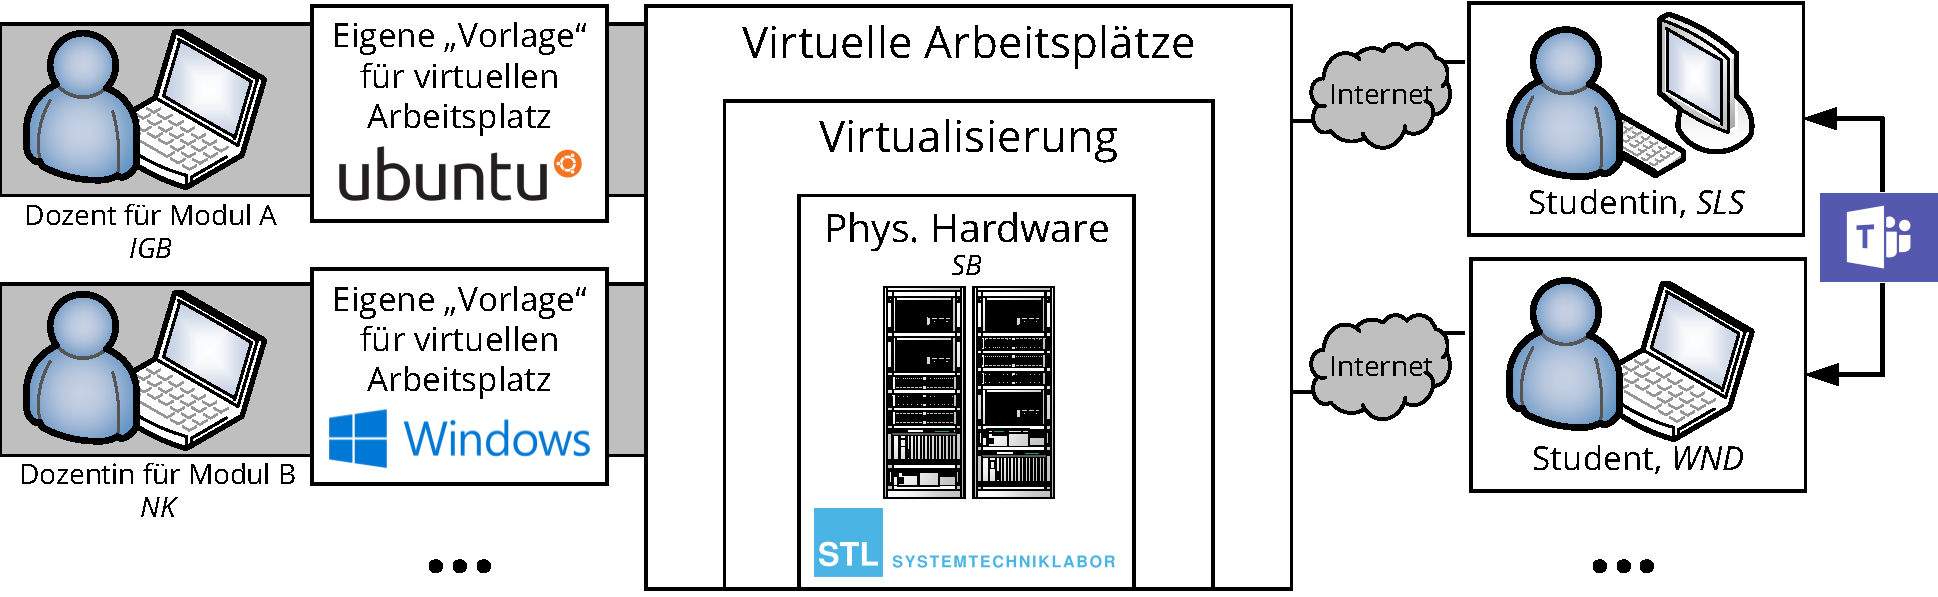 Eigene „Vorlage“
für virtuellen
Arbeitsplatz
ubuntu
Dozent für Modul A
IGB
Eigene „Vorlage“
für virtuellen
Arbeitsplatz
Windows
Dozentin für Modul B
NK
...
Virtuelle Arbeitsplätze
Virtualisierung
Phys. Hardware
SB
STL SYSTEMTECHNIKLABOR
Internet
Internet
Studentin, SLS
Student, WND
T
...